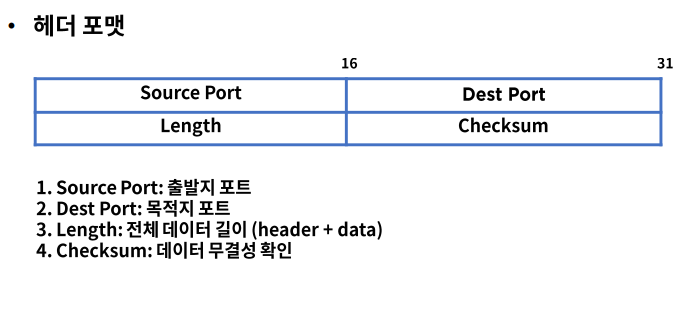 • 헤더 포맷
16 31
Source Port Dest Port
Length Checksum
1. Source Port: 출발지 포트
2. Dest Port: 목적지 포트
3. Length: 전체 데이터 길이 (header + data)
4. Checksum: 데이터 무결성 확인